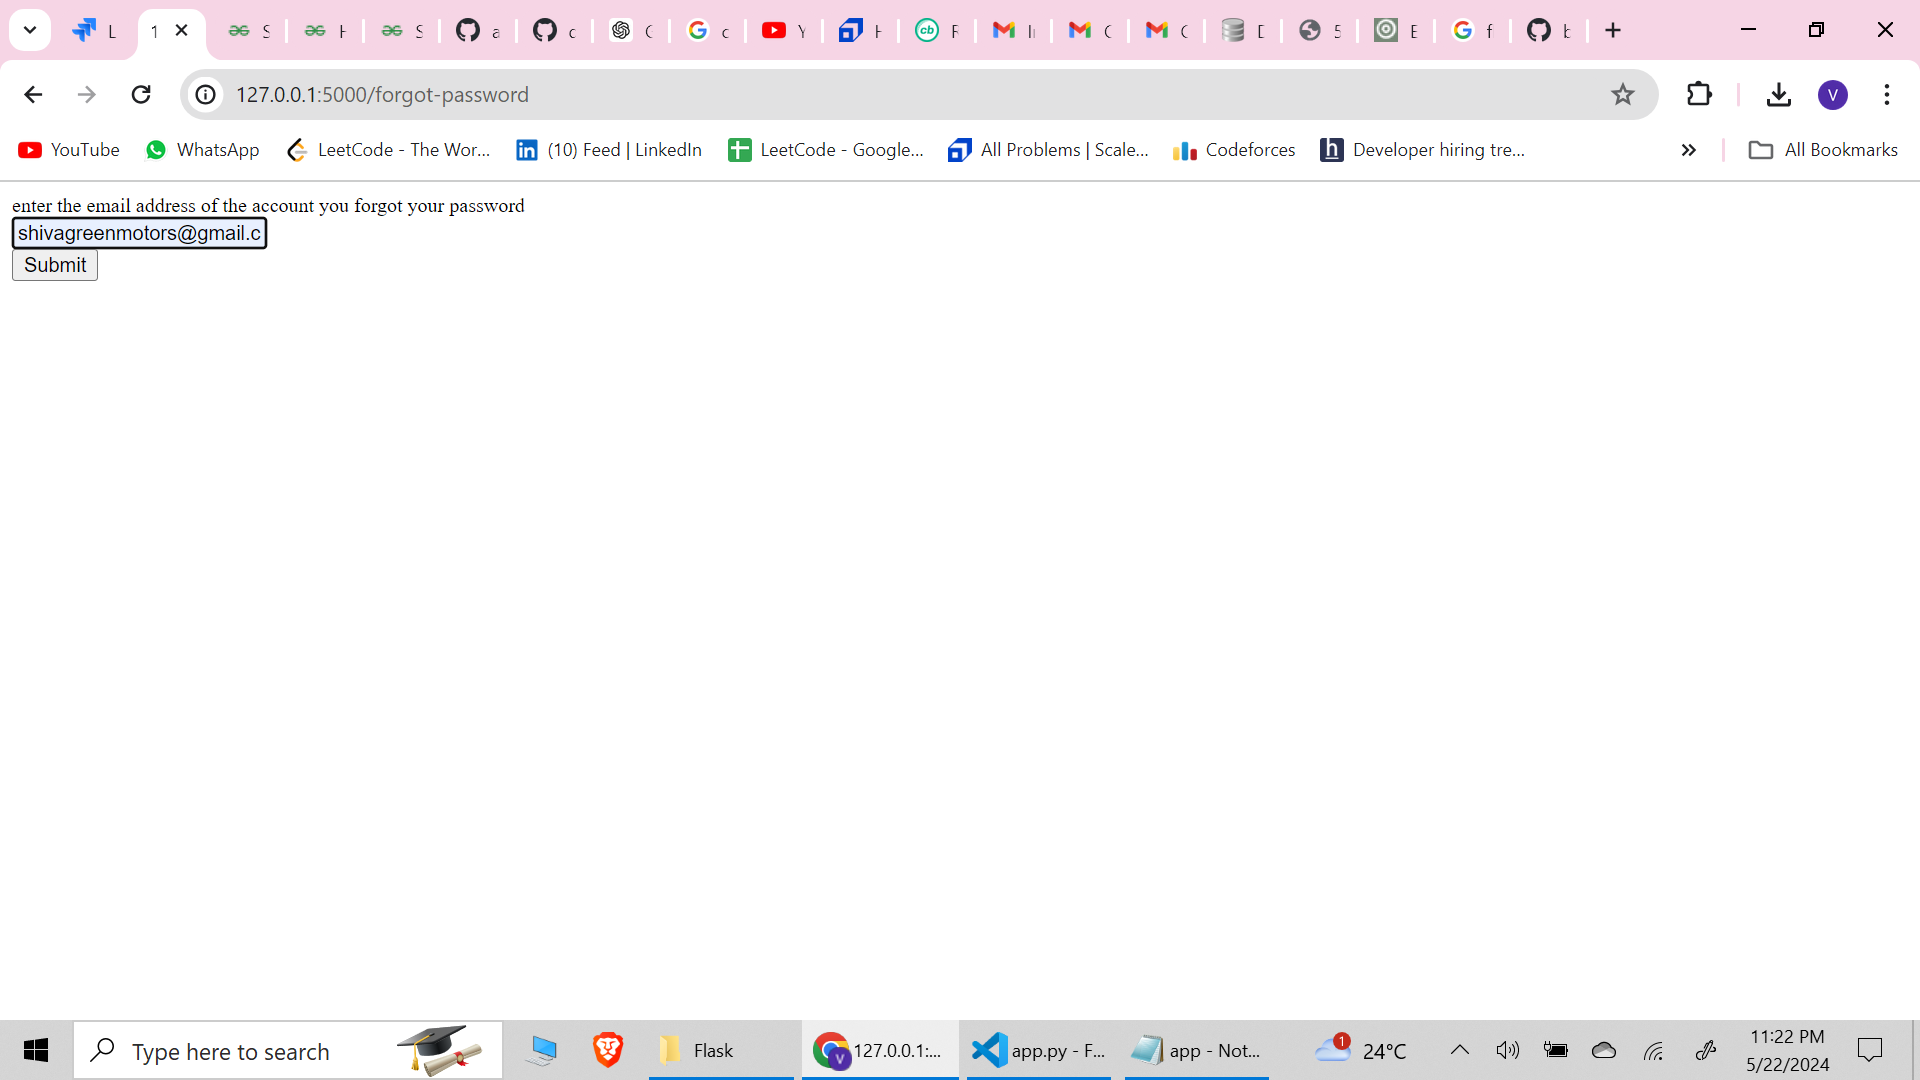 L
1
S
H
S
a
c
C
G
c
Y
H
cb
R
I
C
C
D
5
E
G
f
b
127.0.0.1:5000/forgot-password
V
YouTube
WhatsApp
LeetCode - The Wor...
in
(10) Feed | LinkedIn
LeetCode - Google...
All Problems | Scale...
Codeforces
h
Developer hiring tre...
All Bookmarks
enter the email address of the account you forgot your password
shivagreenmotors@gmail.c
Submit
Type here to search
Flask
V
127.0.0.1:...
app.py - F...
app - Not...
1
24°C
11:22 PM
5/22/2024